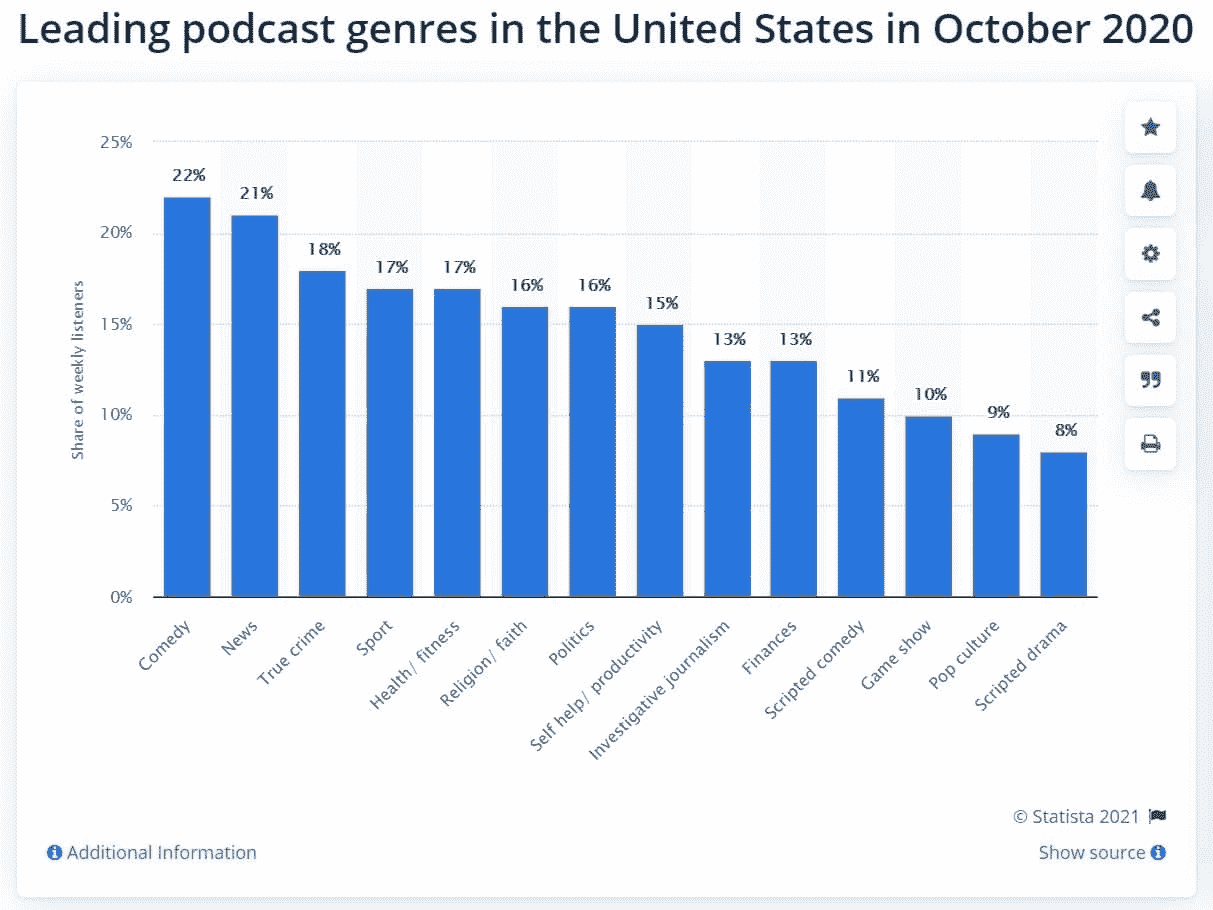 Leading podcast genres in the United States in October 2020
25%
20%
15%
10%
5%
0%
Share of weekly listeners
22%
21%
18%
17%
17%
16%
16%
15%
13%
13%
11%
10%
9%
8%
Comedy
News
True crime
Sport
Health/ fitness
Religion/ faith
Politics
Self help/ productivity
Investigative journalism
Finances
Scripted comedy
Game show
Pop culture
Scripted drama
© Statista 2021
Additional Information
Show source